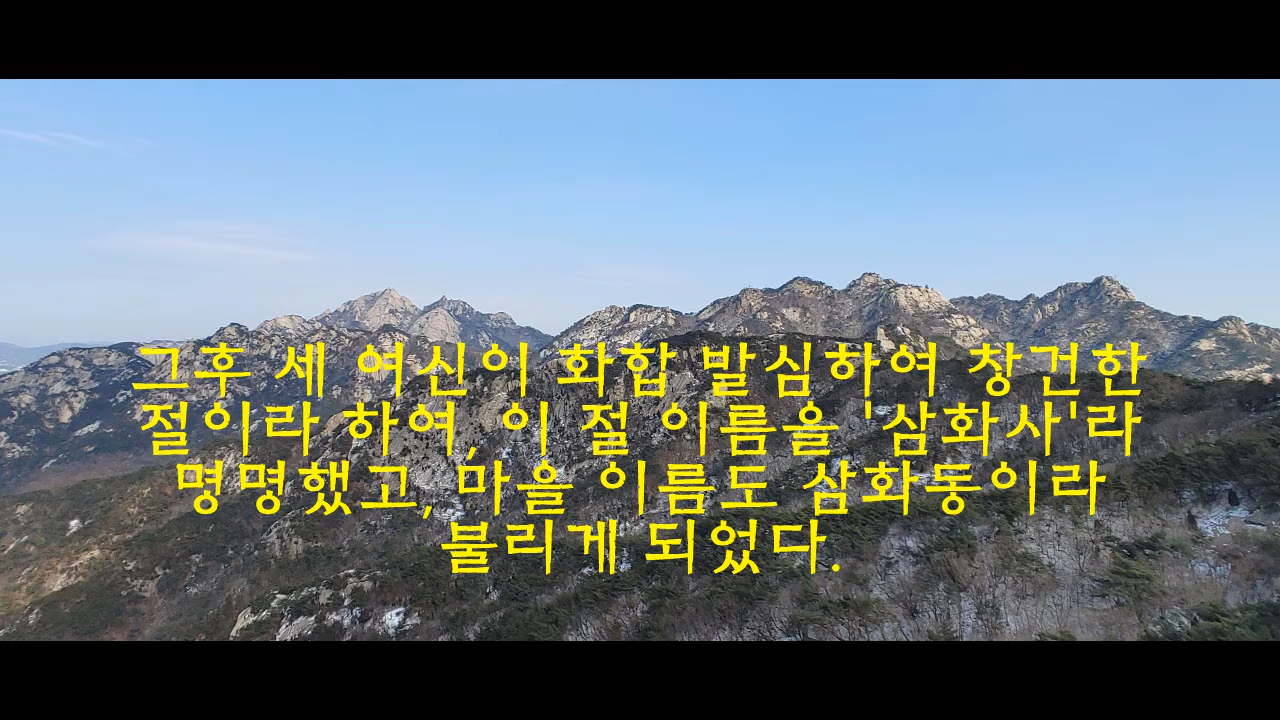 그후 세 여신이 화합 발심하여 창건한
절이라 하여, 이 절 이름을 '삼화사'라
명명했고, 마을 이름도 삼화동이라
불리게 되었다.